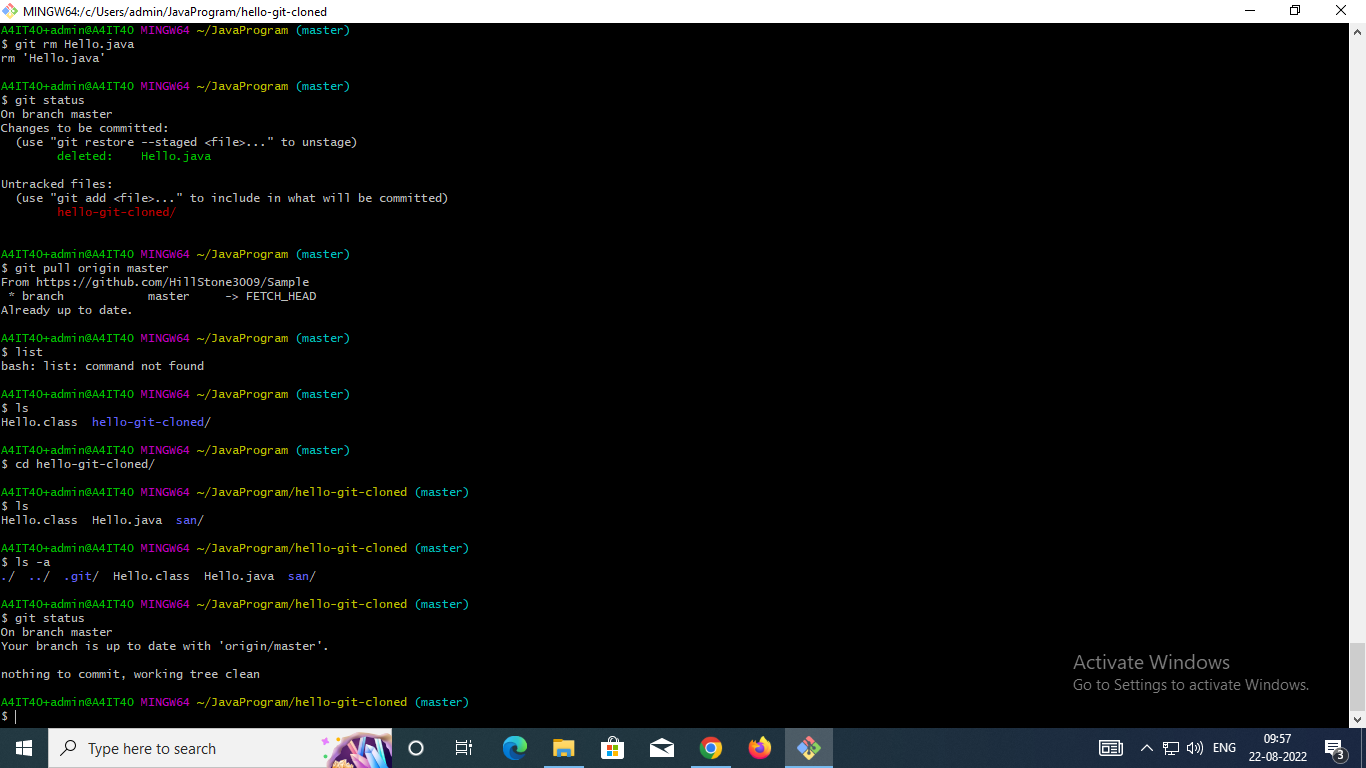 MINGW64:/c/Users/admin/JavaProgram/hello-git-cloned
A4IT40+admin@A4IT40 MINGW64 ~/JavaProgram (master)
$ git rm Hello.java
rm 'Hello.java'
A4IT40+admin@A4IT40 MINGW64 ~/JavaProgram (master)
$ git status
On branch master
Changes to be committed:
  (use "git restore --staged <file>..." to unstage)
        deleted:    Hello.java
Untracked files:
  (use "git add <file>..." to include in what will be committed)
        hello-git-cloned/
A4IT40+admin@A4IT40 MINGW64 ~/JavaProgram (master)
$ git pull origin master
From https://github.com/HillStone3009/Sample
 * branch            master     -> FETCH_HEAD
Already up to date.
A4IT40+admin@A4IT40 MINGW64 ~/JavaProgram (master)
$ list
bash: list: command not found
A4IT40+admin@A4IT40 MINGW64 ~/JavaProgram (master)
$ ls
Hello.class  hello-git-cloned/
A4IT40+admin@A4IT40 MINGW64 ~/JavaProgram (master)
$ cd hello-git-cloned/
A4IT40+admin@A4IT40 MINGW64 ~/JavaProgram/hello-git-cloned (master)
$ ls
Hello.class  Hello.java  san/
A4IT40+admin@A4IT40 MINGW64 ~/JavaProgram/hello-git-cloned (master)
$ ls -a
./  ../  .git/  Hello.class  Hello.java  san/
A4IT40+admin@A4IT40 MINGW64 ~/JavaProgram/hello-git-cloned (master)
$ git status
On branch master
Your branch is up to date with 'origin/master'.
nothing to commit, working tree clean
A4IT40+admin@A4IT40 MINGW64 ~/JavaProgram/hello-git-cloned (master)
$
Activate Windows
Go to Settings to activate Windows.
Type here to search
ENG
09:57
22-08-2022
3